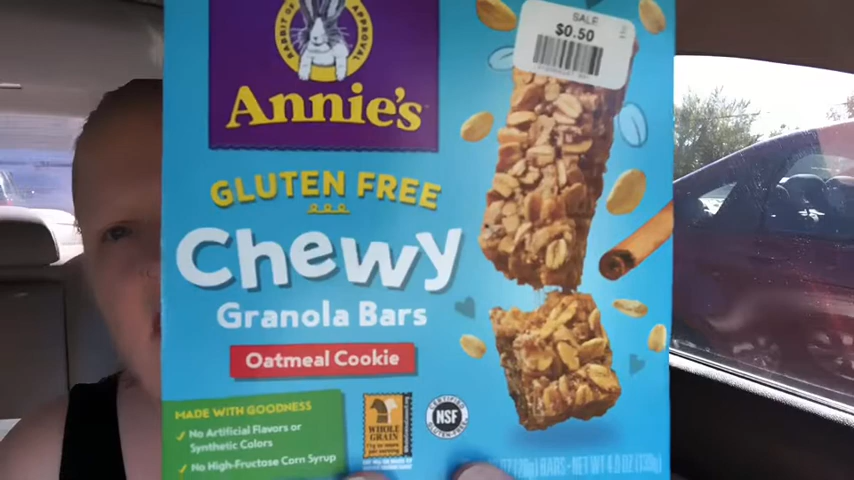 RABBIT OF APPROVAL
SALE
$0.50
Annie's
GLUTEN FREE
Chewy
Granola Bars
Oatmeal Cookie
MADE WITH GOODNESS
✓ No Artificial Flavors or
Synthetic Colors
✓ No High-Fructose Corn Syrup
WHOLE
GRAIN
CERTIFIED
NSF
GLUTEN-FREE
BARS • NET WT 4.9 OZ (139g)